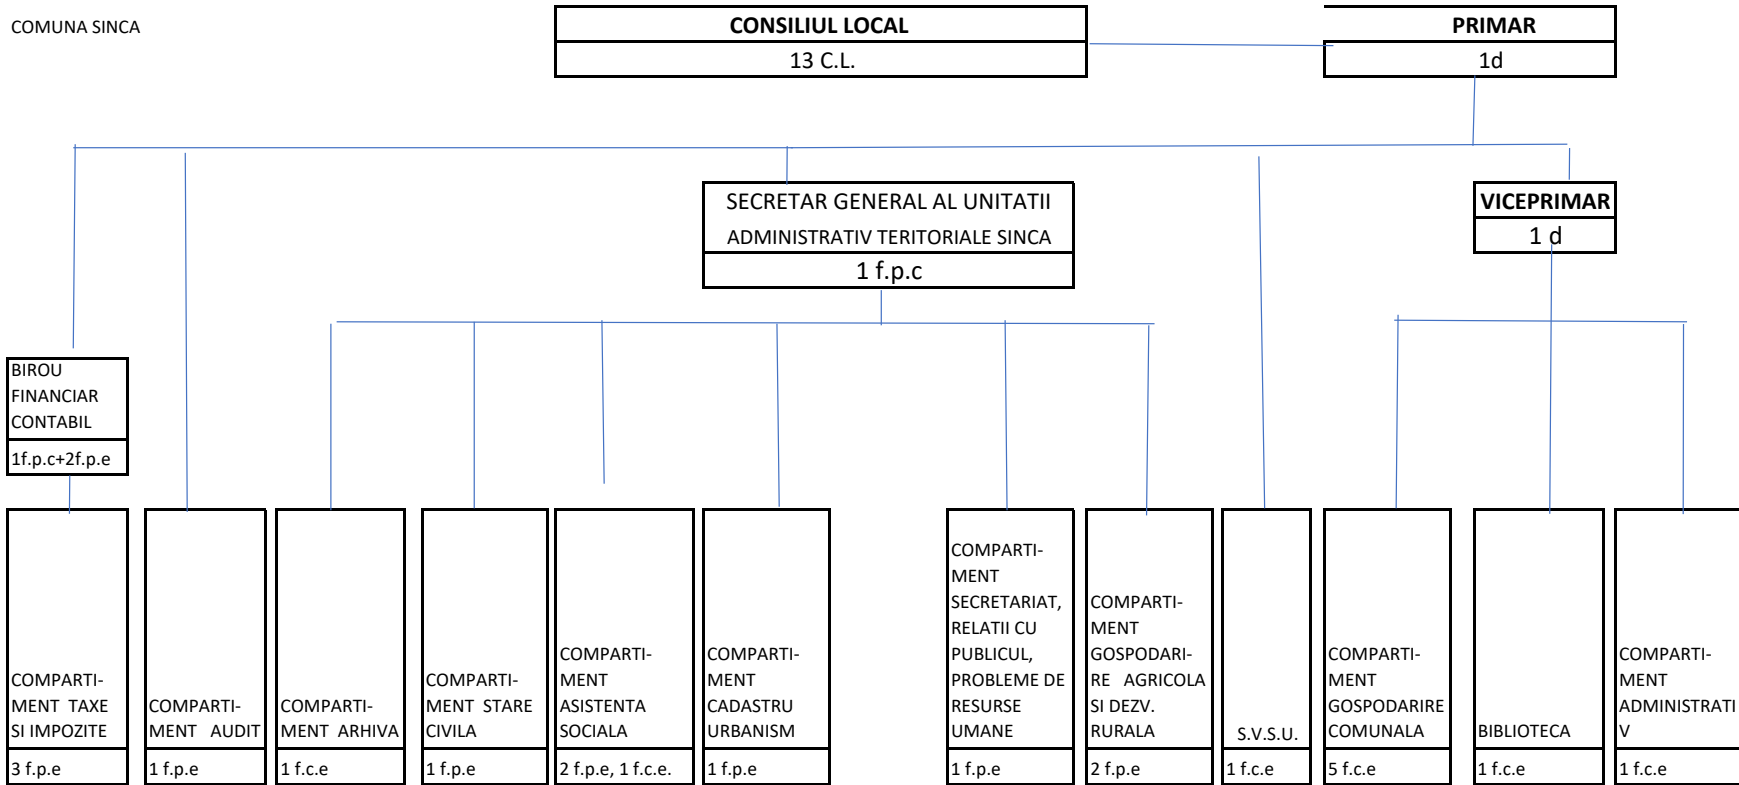 COMUNA SINCA
CONSILIUL LOCAL
13 C.L.
PRIMAR
1d
SECRETAR GENERAL AL UNITATII
ADMINISTRATIV TERITORIALE SINCA
1 f.p.c
VICEPRIMAR
1 d
BIROU
FINANCIAR
CONTABIL
1f.p.c+2f.p.e
COMPARTI-
MENT TAXE
SI IMPOZITE
3 f.p.e
COMPARTI-
MENT AUDIT
1 f.p.e
COMPARTI-
MENT ARHIVA
1 f.c.e
COMPARTI-
MENT STARE
CIVILA
1 f.p.e
COMPARTI-
MENT
ASISTENTA
SOCIALA
2 f.p.e, 1 f.c.e.
COMPARTI-
MENT
CADASTRU
URBANISM
1 f.p.e
COMPARTI-
MENT
SECRETARIAT,
RELATII CU
PUBLICUL,
PROBLEME DE
RESURSE
UMANE
1 f.p.e
COMPARTI-
MENT
GOSPODARI-
RE AGRICOLA
SI DEZV.
RURALA
2 f.p.e
S.V.S.U.
1 f.c.e
COMPARTI-
MENT
GOSPODARIRE
COMUNALA
5 f.c.e
BIBLIOTECA
1 f.c.e
COMPARTI-
MENT
ADMINISTRATI
V
1 f.c.e